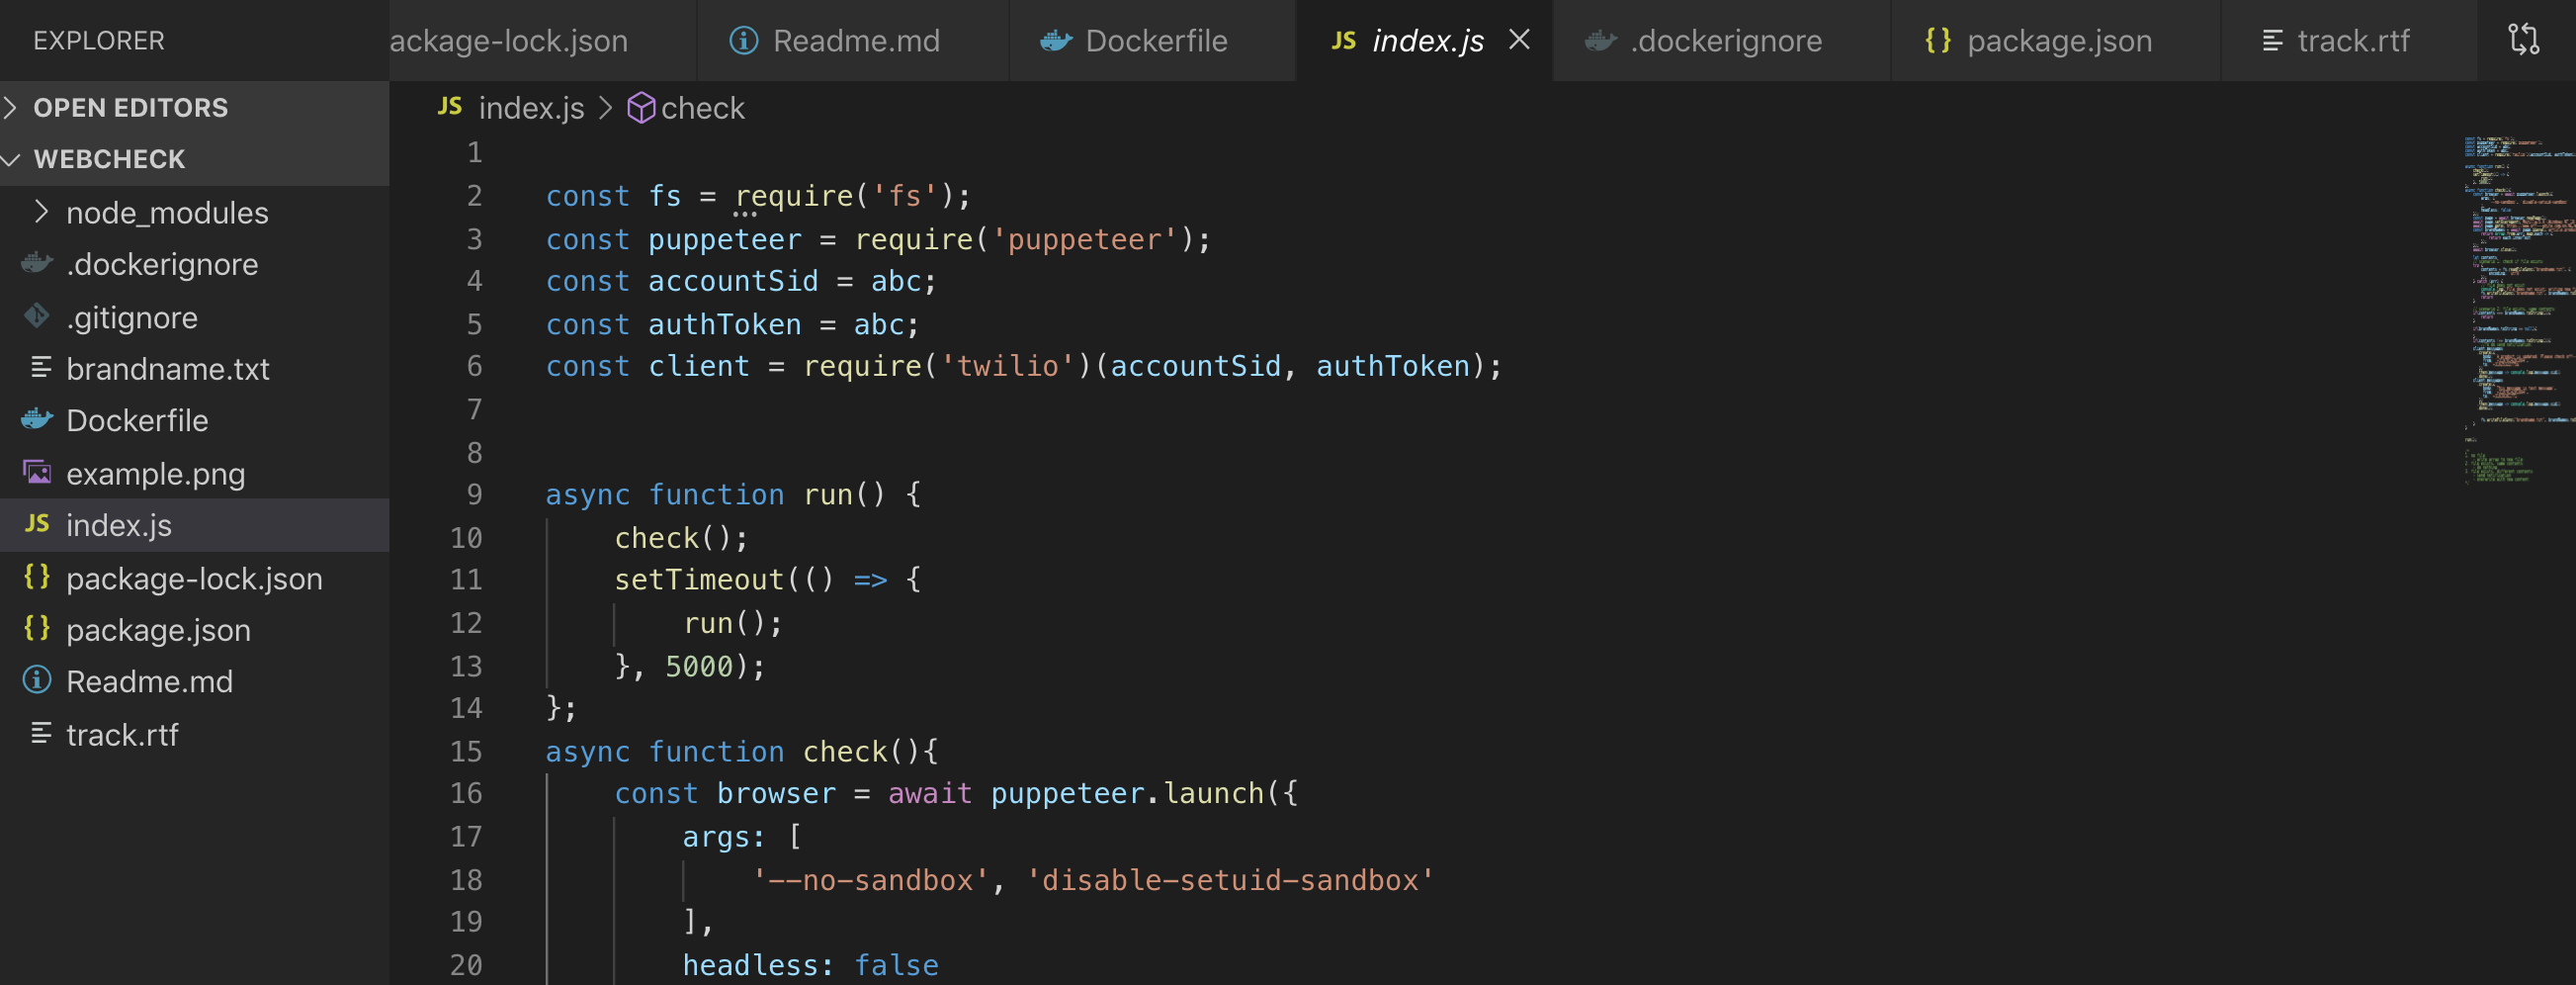 EXPLORER
ackage-lock.json
Readme.md
Dockerfile
JS index.js
.dockerignore
{} package.json
track.rtf
OPEN EDITORS
WEBCHECK
node_modules
.dockerignore
.gitignore
brandname.txt
Dockerfile
example.png
JS index.js
{} package-lock.json
{} package.json
Readme.md
track.rtf
JS index.js > check
1
2 const fs = require('fs');
3 const puppeteer = require('puppeteer');
4 const accountSid = abc;
5 const authToken = abc;
6 const client = require('twilio')(accountSid, authToken);
7
8
9 async function run() {
10 check();
11 setTimeout(() => {
12 run();
13 }, 5000);
14 };
15 async function check(){
16 const browser = await puppeteer.launch({
17 args: [
18 '--no-sandbox', 'disable-setuid-sandbox'
19 ],
20 headless: false